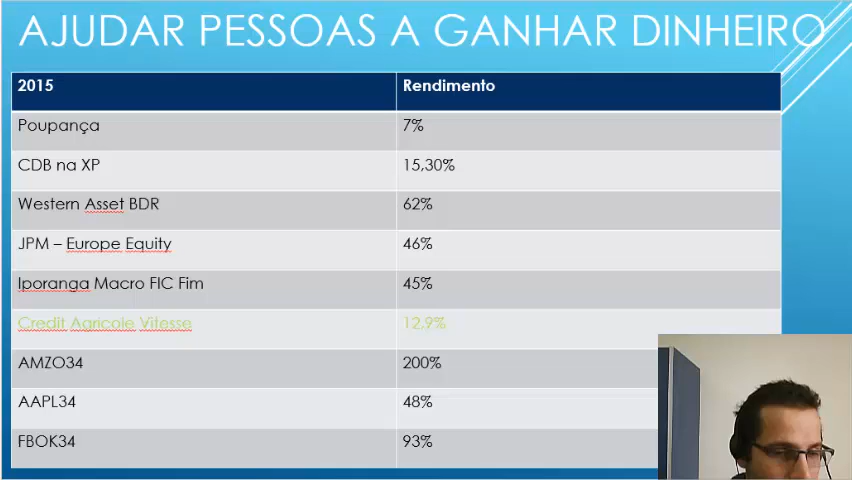 AJUDAR PESSOAS A GANHAR DINHEIRO
2015 Rendimento
Poupança 7%
CDB na XP 15,30%
Western Asset BDR 62%
JPM – Europe Equity 46%
Iporanga Macro FIC Fim 45%
Credit Agricole Vitesse 12,9%
AMZO34 200%
AAPL34 48%
FBOK34 93%